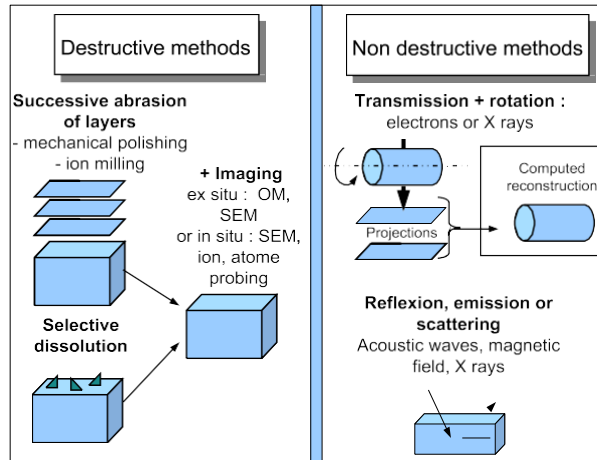 Destructive methods
Successive abrasion
of layers
- mechanical polishing
- ion milling
+ Imaging
ex situ : OM,
SEM
or in situ : SEM,
ion, atome
probing
Selective
dissolution
Non destructive methods
Transmission + rotation :
electrons or X rays
Computed
reconstruction
Projections
Reflexion, emission or
scattering
Acoustic waves, magnetic
field, X rays